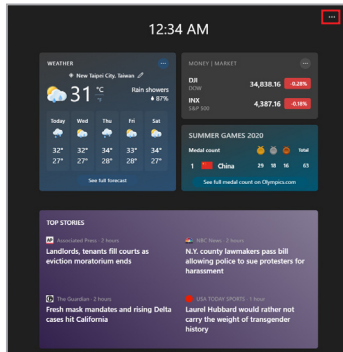 12:34 AM
WEATHER
New Taipei City, Taiwan
31 °C
°F
Rain showers
87%
Today Wed Thu Fri Sat
32° 32° 34° 33° 34°
27° 27° 28° 28° 27°
See full forecast
MONEY | MARKET
DJI
DOW
34,838.16 -0.28%
INX
S&P 500
4,387.16 -0.18%
SUMMER GAMES 2020
Medal count Total
1 China 29 18 16 63
See full medal count on Olympics.com
TOP STORIES
AP Associated Press · 2 hours
Landlords, tenants fill courts as
eviction moratorium ends
NBC News · 3 hours
N.Y. county lawmakers pass bill
allowing police to sue protesters for
harassment
The Guardian · 2 hours
Fresh mask mandates and rising Delta
cases hit California
USA TODAY SPORTS · 1 hour
Laurel Hubbard would rather not
carry the weight of transgender
history